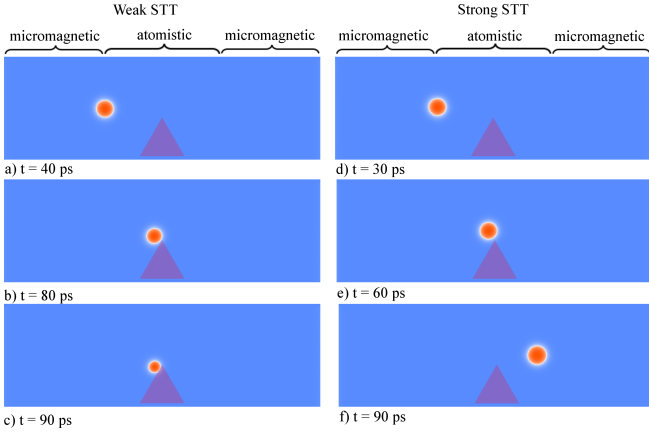 Weak STT
Strong STT
micromagnetic atomistic micromagnetic
micromagnetic atomistic micromagnetic
a) t = 40 ps
d) t = 30 ps
b) t = 80 ps
e) t = 60 ps
c) t = 90 ps
f) t = 90 ps